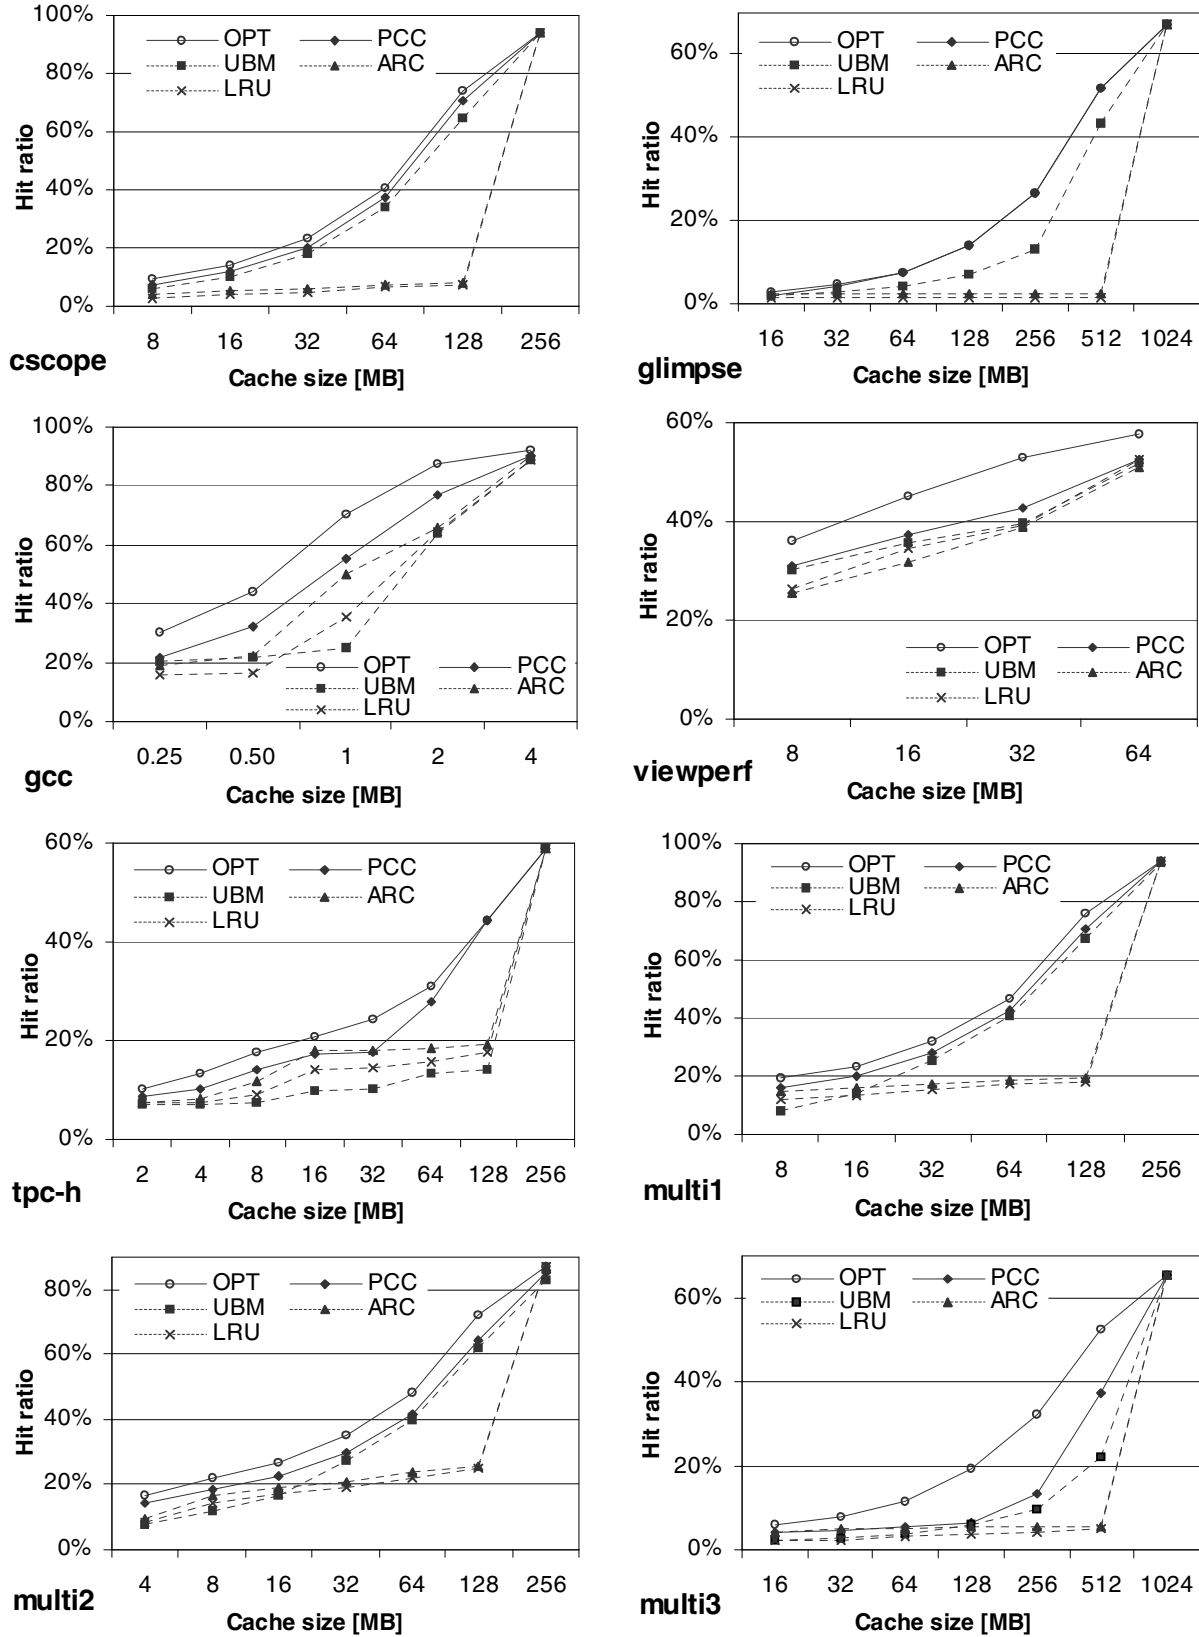 100%
80%
60%
40%
20%
0%
Hit ratio
OPT PCC
UBM ARC
LRU
8 16 32 64 128 256
cscope
Cache size [MB]
60%
40%
20%
0%
Hit ratio
OPT PCC
UBM ARC
LRU
16 32 64 128 256 512 1024
glimpse
Cache size [MB]
100%
80%
60%
40%
20%
0%
Hit ratio
OPT PCC
UBM ARC
LRU
0.25 0.50 1 2 4
gcc
Cache size [MB]
60%
40%
20%
0%
Hit ratio
OPT PCC
UBM ARC
LRU
8 16 32 64
viewperf
Cache size [MB]
60%
40%
20%
0%
Hit ratio
OPT PCC
UBM ARC
LRU
2 4 8 16 32 64 128 256
tpc-h
Cache size [MB]
100%
80%
60%
40%
20%
0%
Hit ratio
OPT PCC
UBM ARC
LRU
8 16 32 64 128 256
multi1
Cache size [MB]
80%
60%
40%
20%
0%
Hit ratio
OPT PCC
UBM ARC
LRU
4 8 16 32 64 128 256
multi2
Cache size [MB]
60%
40%
20%
0%
Hit ratio
OPT PCC
UBM ARC
LRU
16 32 64 128 256 512 1024
multi3
Cache size [MB]